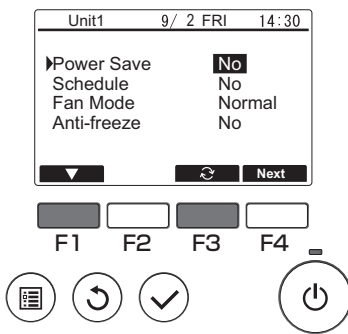 Unit1 9/ 2 FRI 14:30
Power Save No
Schedule No
Fan Mode Normal
Anti-freeze No
Next
F1 F2 F3 F4